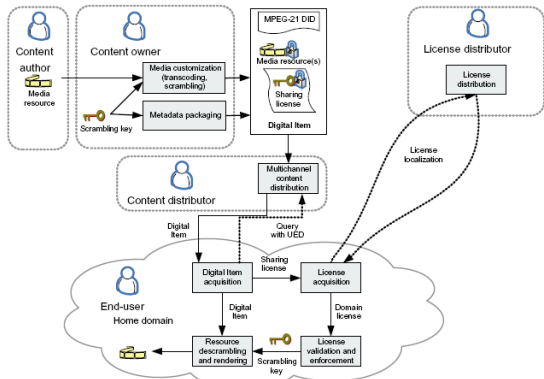 Content
author
Media
resource
Content owner
Media customization
(transcoding,
scrambling)
Scrambling key
Metadata packaging
MPEG-21 DID
Media resource(s)
Sharing
license
Digital Item
License distributor
License
distribution
License
localization
Content distributor
Multichannel
content
distribution
Digital
Item
Query
with UED
End-user
Home domain
Digital Item
acquisition
Sharing
license
License
acquisition
Digital
Item
Domain
license
Resource
descrambling
and rendering
Scrambling
key
License
validation and
enforcement